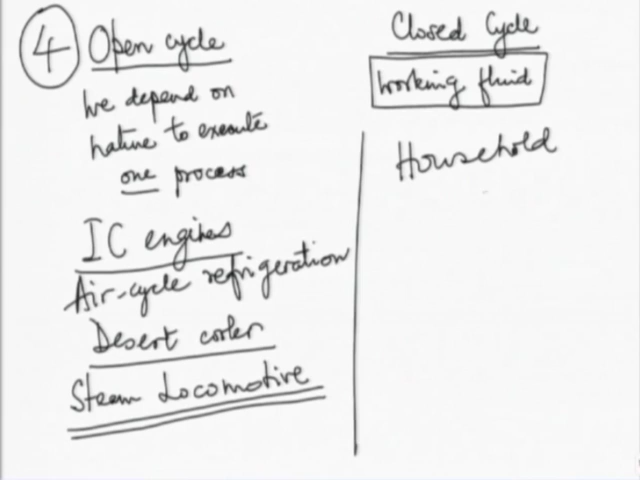 4
Open cycle
We depend on
nature to execute
one process
IC engines
Air-cycle refrigeration
Desert cooler
Steam Locomotive
Closed Cycle
Working fluid
Household